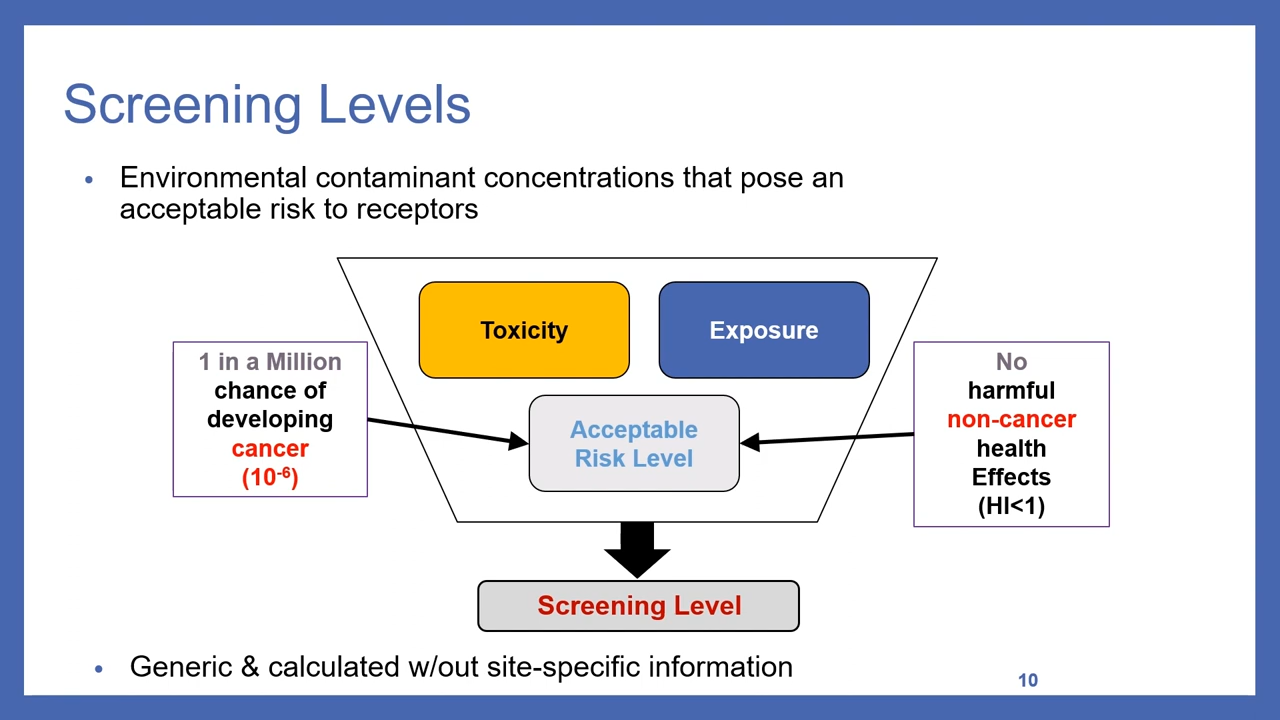 Screening Levels
• Environmental contaminant concentrations that pose an
acceptable risk to receptors
Toxicity
Exposure
1 in a Million
chance of
developing
cancer
(10⁻⁶)
Acceptable
Risk Level
No
harmful
non-cancer
health
Effects
(HI<1)
Screening Level
• Generic & calculated w/out site-specific information
10